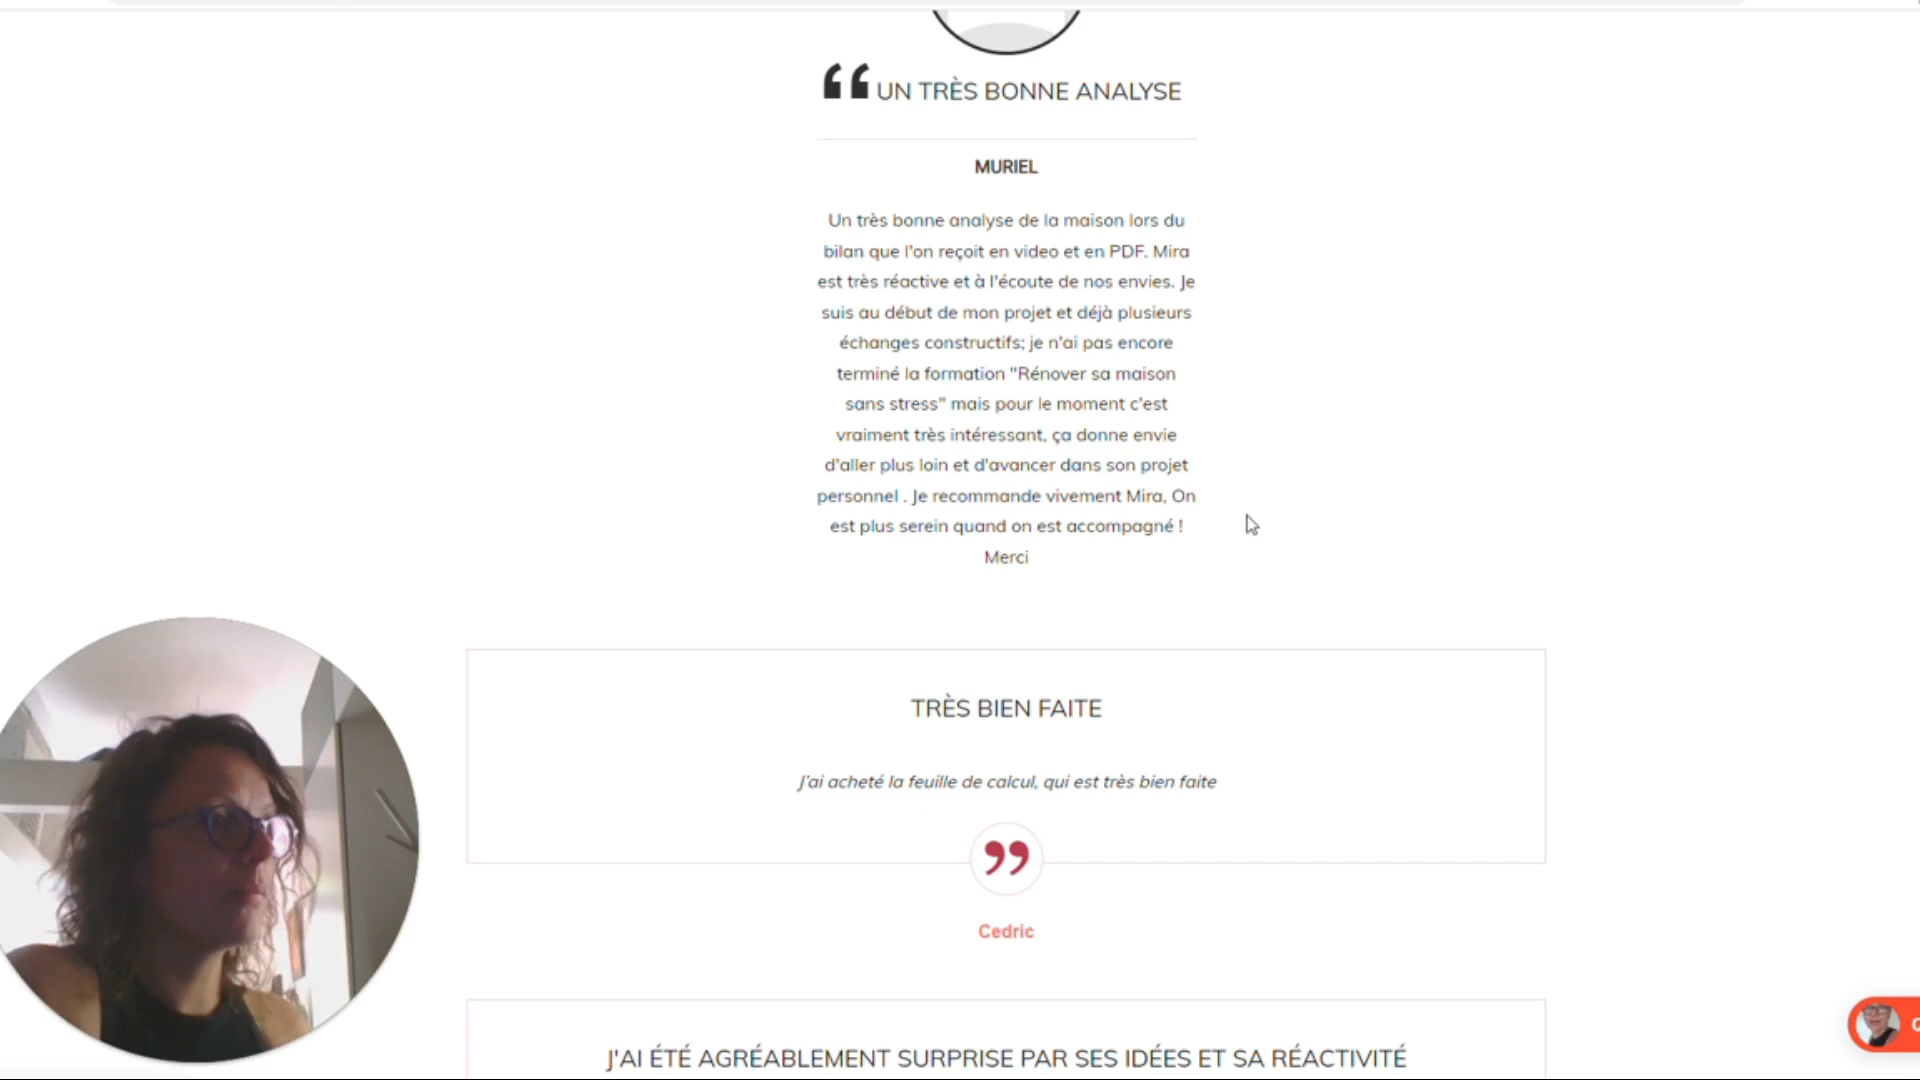 UN TRÈS BONNE ANALYSE
MURIEL
Un très bonne analyse de la maison lors du
bilan que l'on reçoit en video et en PDF. Mira
est très réactive et à l'écoute de nos envies. Je
suis au début de mon projet et déjà plusieurs
échanges constructifs; je n'ai pas encore
terminé la formation "Rénover sa maison
sans stress" mais pour le moment c'est
vraiment très intéressant, ça donne envie
d'aller plus loin et d'avancer dans son projet
personnel . Je recommande vivement Mira, On
est plus serein quand on est accompagné !
Merci
TRÈS BIEN FAITE
J'ai acheté la feuille de calcul, qui est très bien faite
Cedric
J'AI ÉTÉ AGRÉABLEMENT SURPRISE PAR SES IDÉES ET SA RÉACTIVITÉ